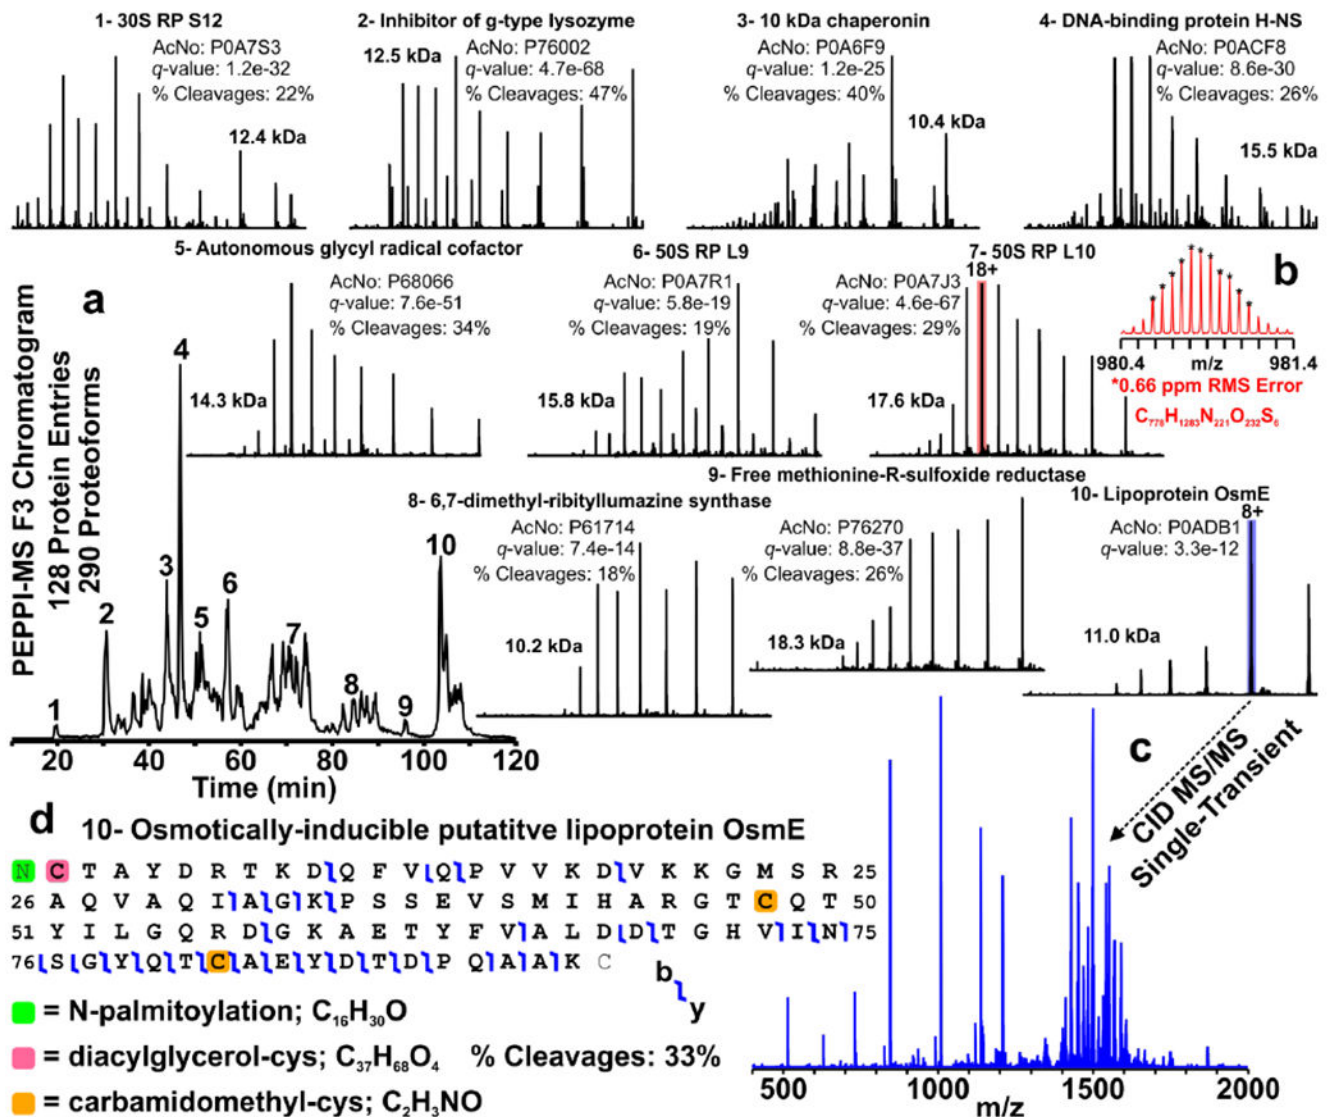 1- 30S RP S12
AcNo: P0A7S3
q-value: 1.2e-32
% Cleavages: 22%
12.4 kDa
2- Inhibitor of g-type lysozyme
12.5 kDa
AcNo: P76002
q-value: 4.7e-68
% Cleavages: 47%
3- 10 kDa chaperonin
AcNo: P0A6F9
q-value: 1.2e-25
% Cleavages: 40%
10.4 kDa
4- DNA-binding protein H-NS
AcNo: P0ACF8
q-value: 8.6e-30
% Cleavages: 26%
15.5 kDa
5- Autonomous glycyl radical cofactor
AcNo: P68066
q-value: 7.6e-51
% Cleavages: 34%
14.3 kDa
6- 50S RP L9
AcNo: P0A7R1
q-value: 5.8e-19
% Cleavages: 19%
15.8 kDa
7- 50S RP L10
18+
AcNo: P0A7J3
q-value: 4.6e-67
% Cleavages: 29%
17.6 kDa
b
980.4 m/z 981.4
*0.66 ppm RMS Error
C₇₇₈H₁₂₈₃N₂₂₁O₂₃₂S₆
a
PEPPI-MS F3 Chromatogram
128 Protein Entries
290 Proteoforms
1
2
3
4
5
6
7
8
9
10
20 40 60 80 100 120
Time (min)
8- 6,7-dimethyl-ribityllumazine synthase
AcNo: P61714
q-value: 7.4e-14
% Cleavages: 18%
10.2 kDa
9- Free methionine-R-sulfoxide reductase
AcNo: P76270
q-value: 8.8e-37
% Cleavages: 26%
18.3 kDa
10- Lipoprotein OsmE
8+
AcNo: P0ADB1
q-value: 3.3e-12
11.0 kDa
c
CID MS/MS
Single-Transient
500 1000 1500 2000
m/z
d
10- Osmotically-inducible putatitve lipoprotein OsmE
N C T A Y D R T K D Q F V Q P V V K D V K K G M S R 25
26 A Q V A Q I A G K P S S E V S M I H A R G T C Q T 50
51 Y I L G Q R D G K A E T Y F V A L D D T G H V I N 75
76 S G Y Q T C A E Y D T D P Q A A K C
b
y
= N-palmitoylation; C₁₆H₃₀O
= diacylglycerol-cys; C₃₇H₆₈O₄
% Cleavages: 33%
= carbamidomethyl-cys; C₂H₃NO